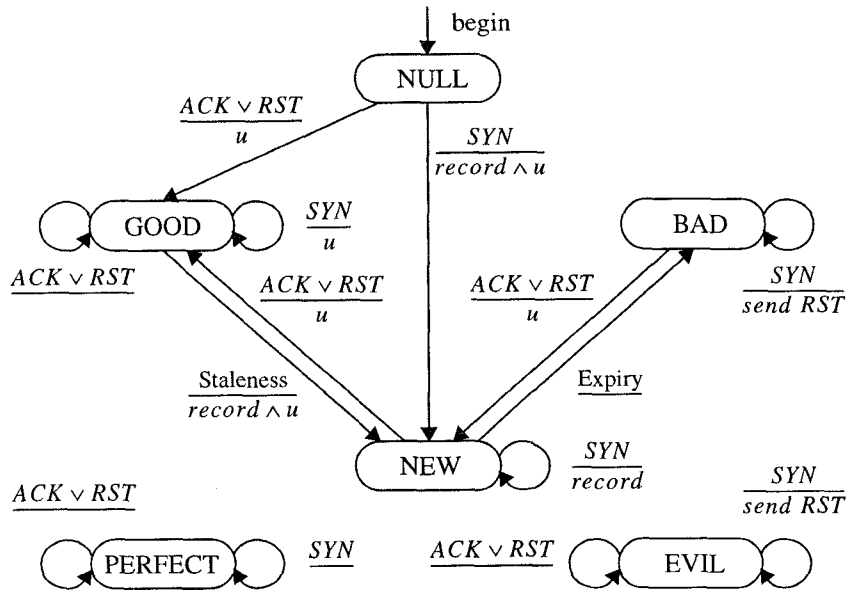 begin
NULL
ACK ∨ RST
u
SYN
record ∧ u
GOOD
SYN
u
BAD
ACK ∨ RST
ACK ∨ RST
u
ACK ∨ RST
u
SYN
send RST
Staleness
record ∧ u
Expiry
NEW
SYN
record
ACK ∨ RST
SYN
send RST
PERFECT
SYN
ACK ∨ RST
EVIL